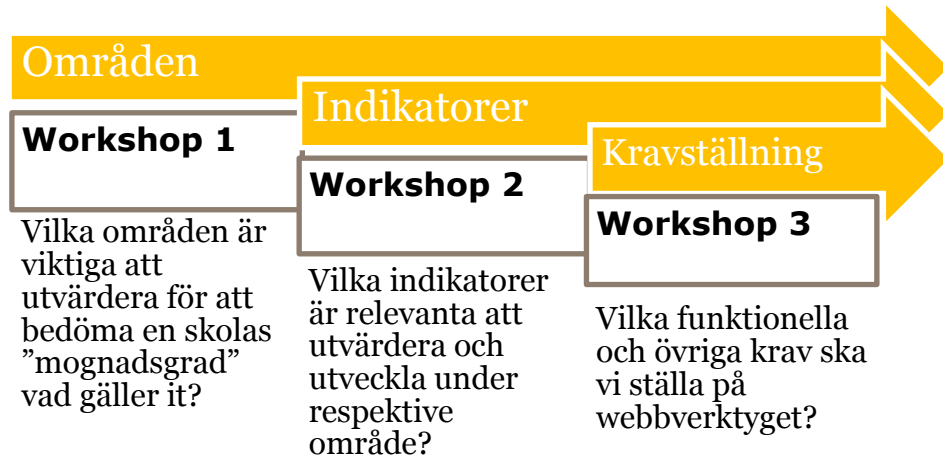 Områden
Workshop 1
Vilka områden är
viktiga att
utvärdera för att
bedöma en skolas
”mognadsgrad”
vad gäller it?
Indikatorer
Workshop 2
Vilka indikatorer
är relevanta att
utvärdera och
utveckla under
respektive
område?
Kravställning
Workshop 3
Vilka funktionella
och övriga krav ska
vi ställa på
webbverktyget?